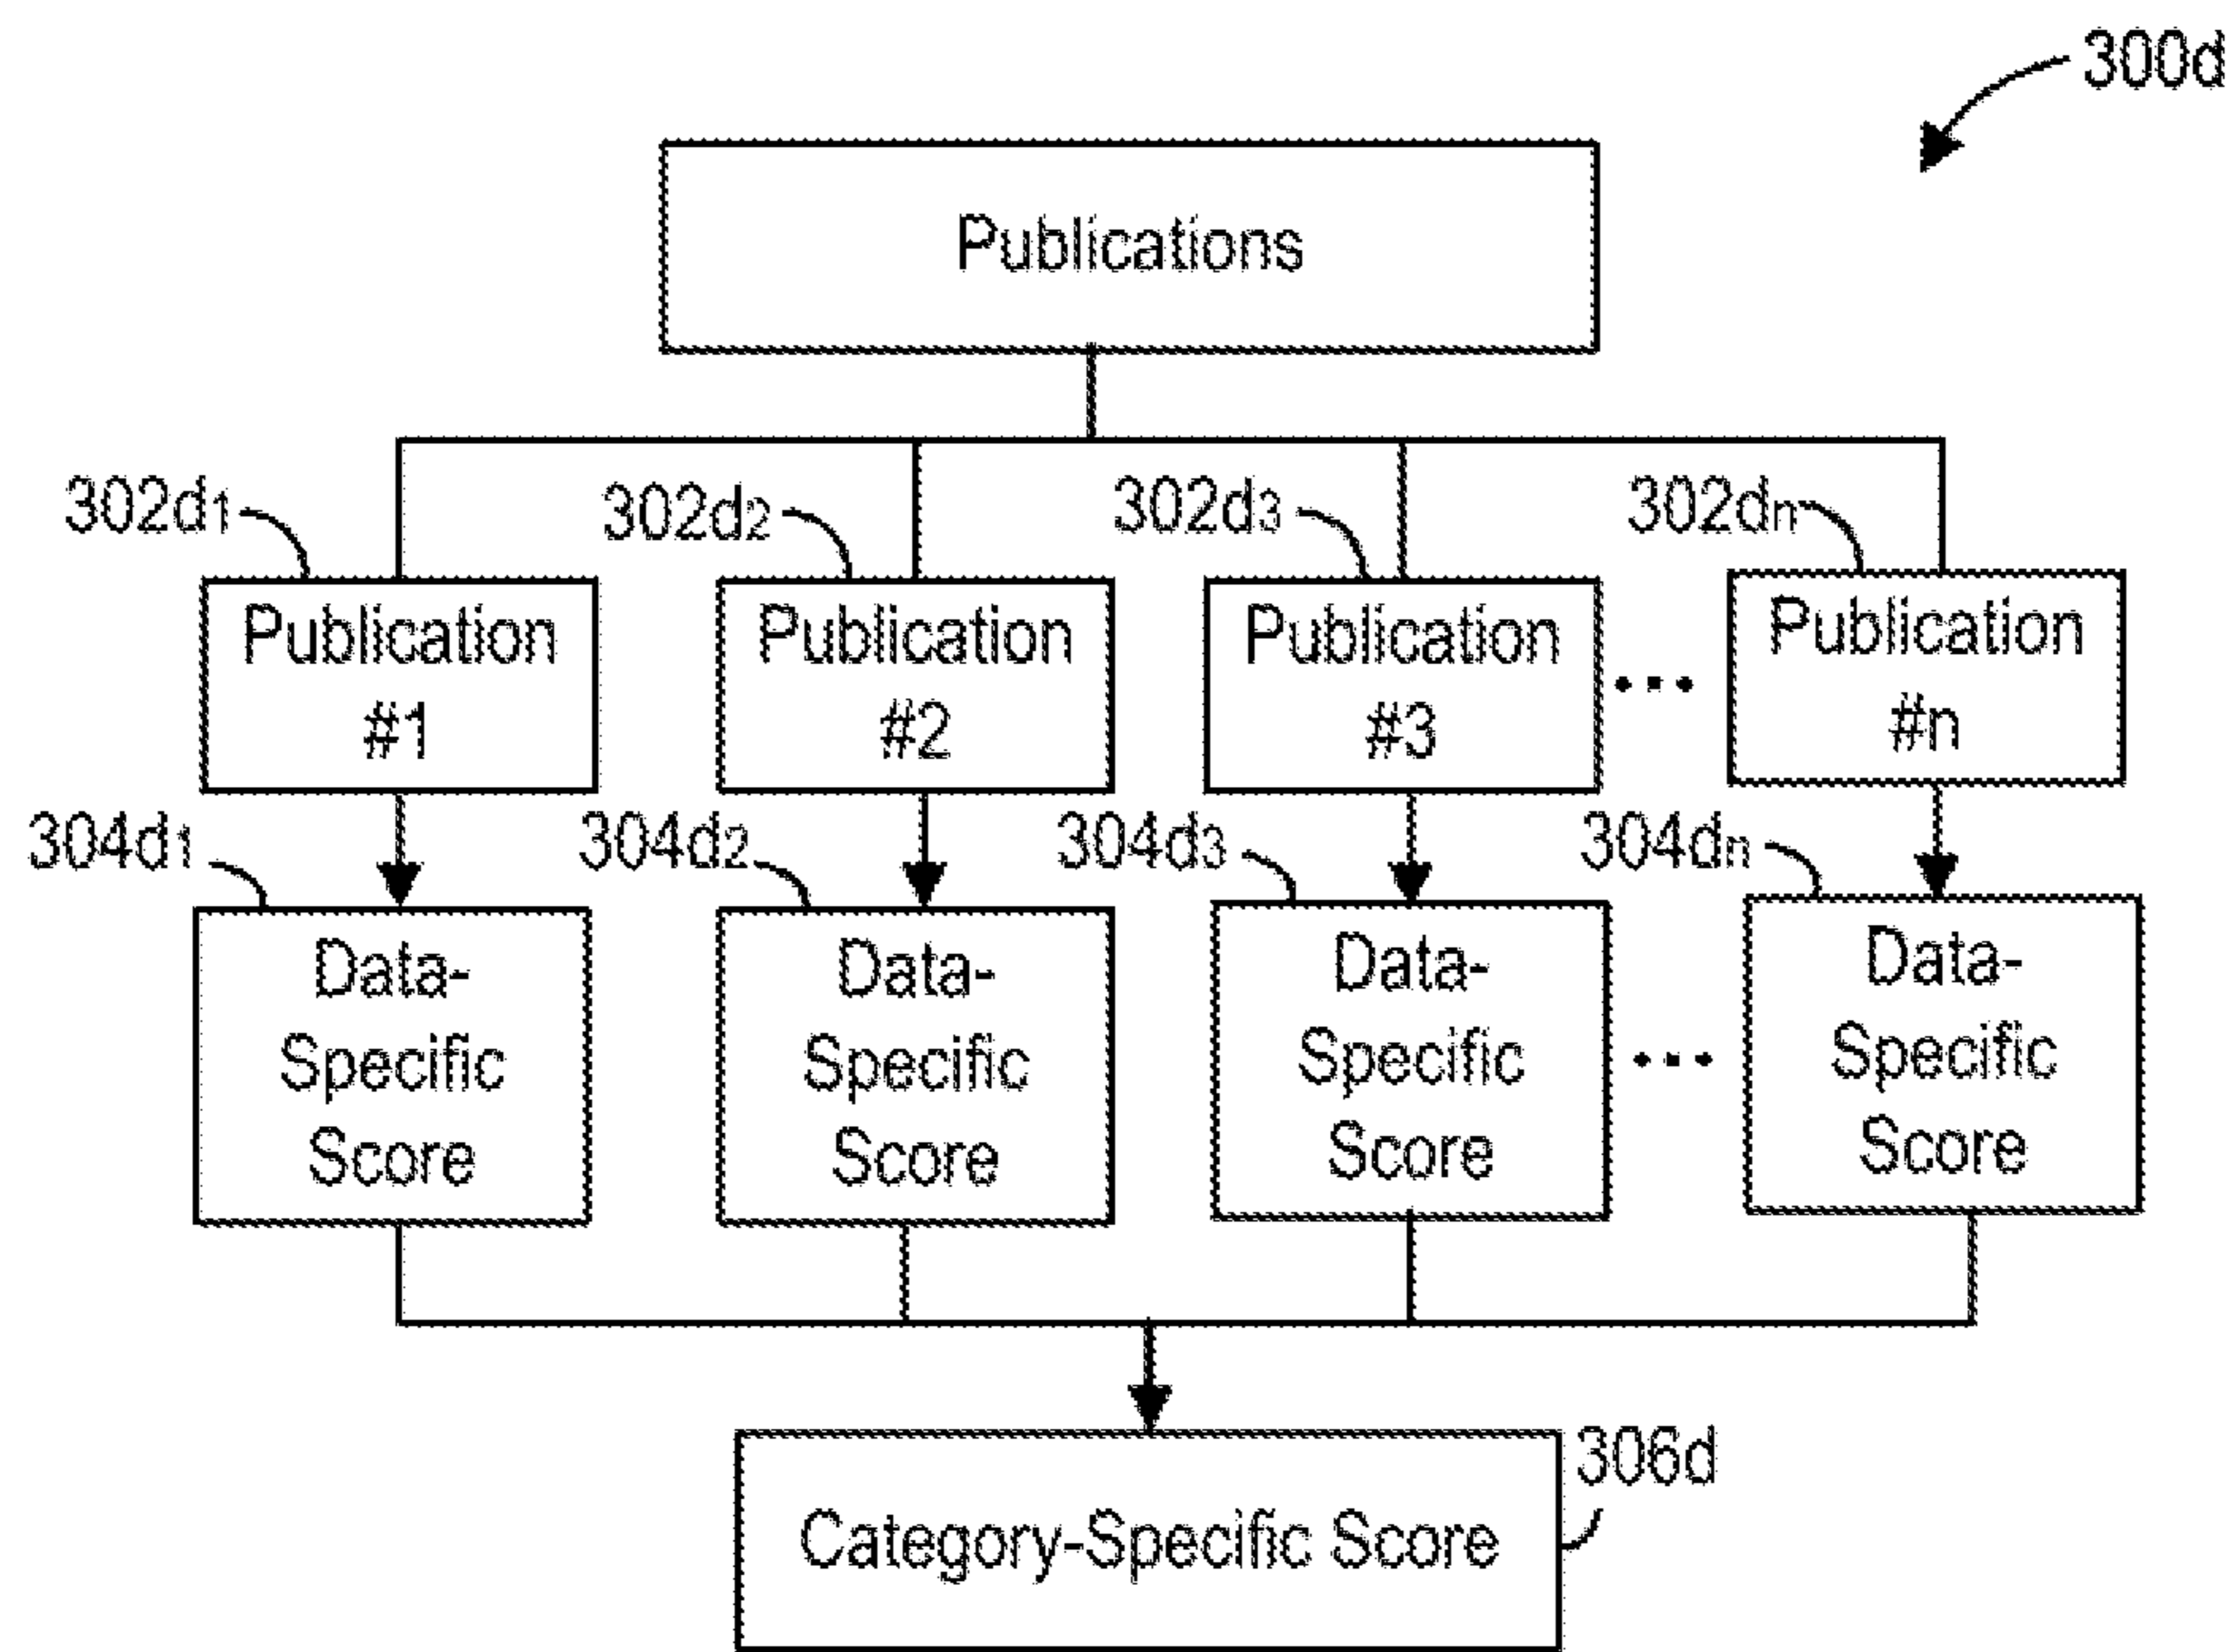 300d
Publications
302d1
302d2
302d3
302dn
Publication
#1
Publication
#2
Publication
#3
...
Publication
#n
304d1
304d2
304d3
304dn
Data-
Specific
Score
Data-
Specific
Score
Data-
Specific
Score
...
Data-
Specific
Score
306d
Category-Specific Score